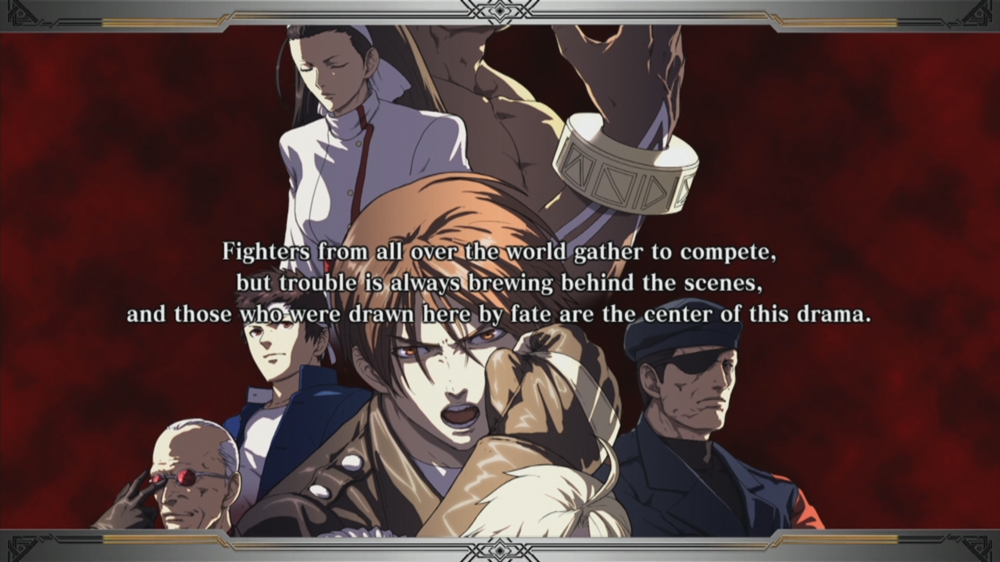 Fighters from all over the world gather to compete,
but trouble is always brewing behind the scenes,
and those who were drawn here by fate are the center of this drama.